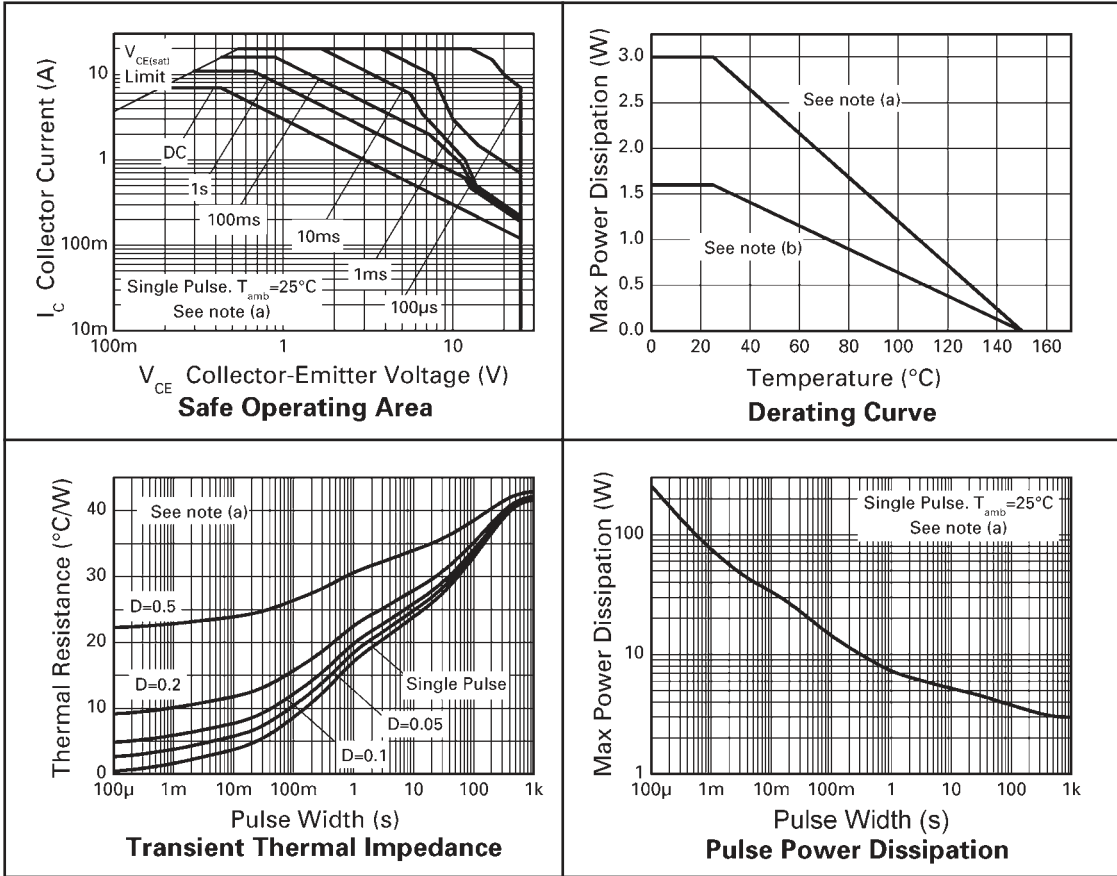 I_C Collector Current (A)
10
1
100m
10m
V_CE(sat)
Limit
DC
1s
100ms
10ms
1ms
100µs
Single Pulse. T_amb=25°C
See note (a)
100m 1 10
V_CE Collector-Emitter Voltage (V)
Safe Operating Area
Max Power Dissipation (W)
3.0
2.5
2.0
1.5
1.0
0.5
0.0
See note (a)
See note (b)
0 20 40 60 80 100 120 140 160
Temperature (°C)
Derating Curve
Thermal Resistance (°C/W)
40
30
20
10
0
See note (a)
D=0.5
D=0.2
Single Pulse
D=0.05
D=0.1
100µ 1m 10m 100m 1 10 100 1k
Pulse Width (s)
Transient Thermal Impedance
Max Power Dissipation (W)
100
10
1
Single Pulse. T_amb=25°C
See note (a)
100µ 1m 10m 100m 1 10 100 1k
Pulse Width (s)
Pulse Power Dissipation